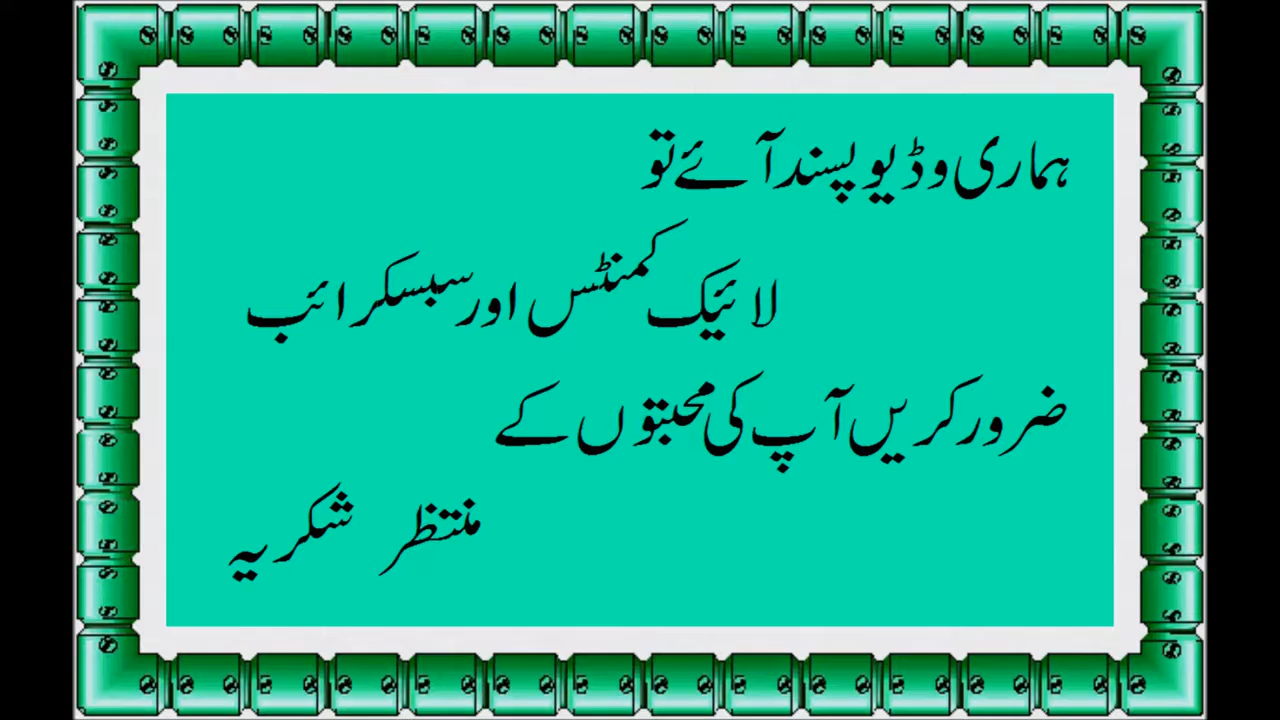 ہماری وڈیو پسند آئے تو
لائیک کمنٹس اور سبسکرائب
ضرور کریں آپ کی محبتوں کے
منتظر شکریہ